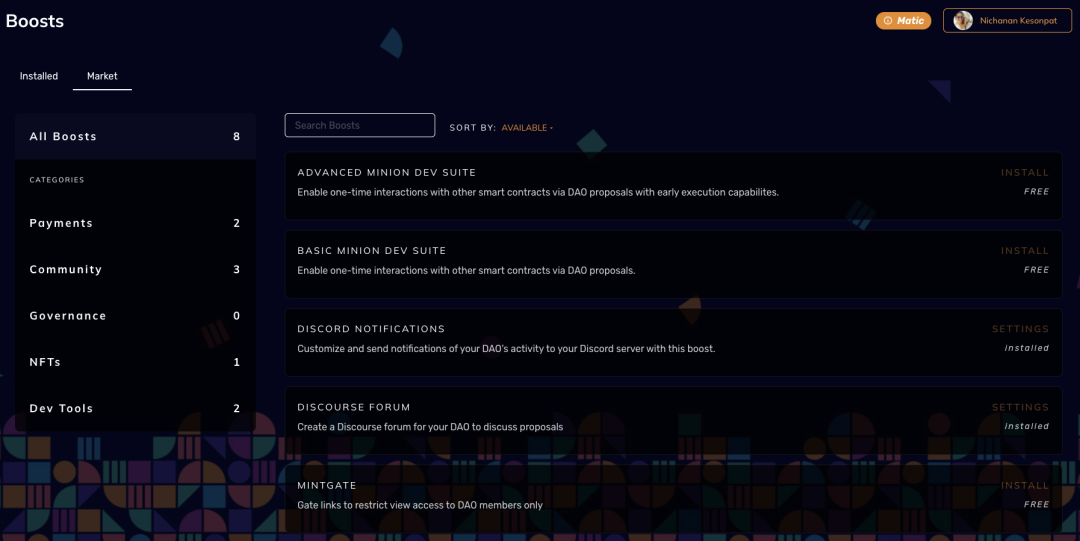 Boosts
Matic
Nichanan Kesonpat
Installed
Market
All Boosts 8
CATEGORIES
Payments 2
Community 3
Governance 0
NFTs 1
Dev Tools 2
Search Boosts
SORT BY: AVAILABLE
ADVANCED MINION DEV SUITE
INSTALL
Enable one-time interactions with other smart contracts via DAO proposals with early execution capabilites.
FREE
BASIC MINION DEV SUITE
INSTALL
Enable one-time interactions with other smart contracts via DAO proposals.
FREE
DISCORD NOTIFICATIONS
SETTINGS
Customize and send notifications of your DAO's activity to your Discord server with this boost.
installed
DISCOURSE FORUM
SETTINGS
Create a Discourse forum for your DAO to discuss proposals
installed
MINTGATE
INSTALL
Gate links to restrict view access to DAO members only
FREE